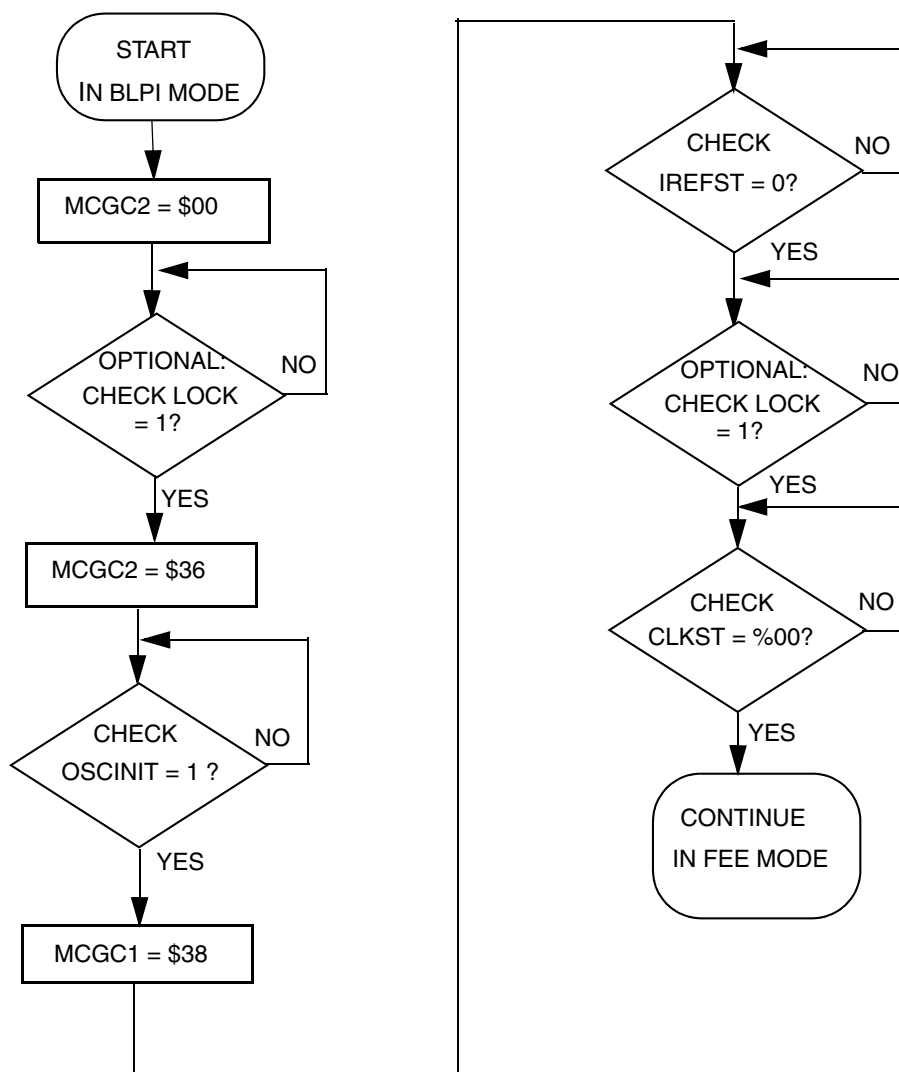 START
IN BLPI MODE
MCGC2 = $00
OPTIONAL:
CHECK LOCK
= 1?
NO
YES
MCGC2 = $36
CHECK
OSCINIT = 1 ?
NO
YES
MCGC1 = $38
CHECK
IREFST = 0?
NO
YES
OPTIONAL:
CHECK LOCK
= 1?
NO
YES
CHECK
CLKST = %00?
NO
YES
CONTINUE
IN FEE MODE